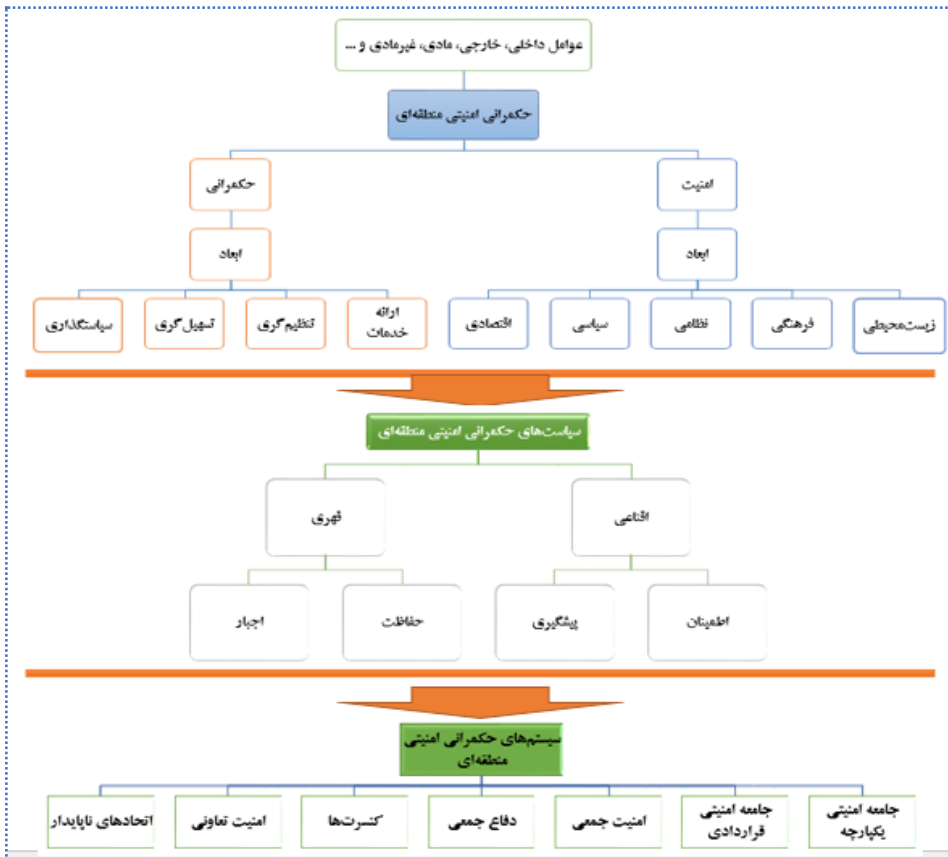 عوامل داخلی، خارجی، مادی، غیرمادی و ...
حکمرانی امنیتی منطقه‌ای
امنیت
حکمرانی
ابعاد
ابعاد
زیست‌محیطی
فرهنگی
نظامی
سیاسی
اقتصادی
ارائه
خدمات
تنظیم‌گری
تسهیل‌گری
سیاستگذاری
سیاست‌های حکمرانی امنیتی منطقه‌ای
اقناعی
قهری
اطمینان
پیشگیری
حفاظت
اجبار
سیستم‌های حکمرانی امنیتی
منطقه‌ای
جامعه امنیتی
یکپارچه
جامعه امنیتی
قراردادی
امنیت جمعی
دفاع جمعی
کنسرت‌ها
امنیت تعاونی
اتحادهای ناپایدار